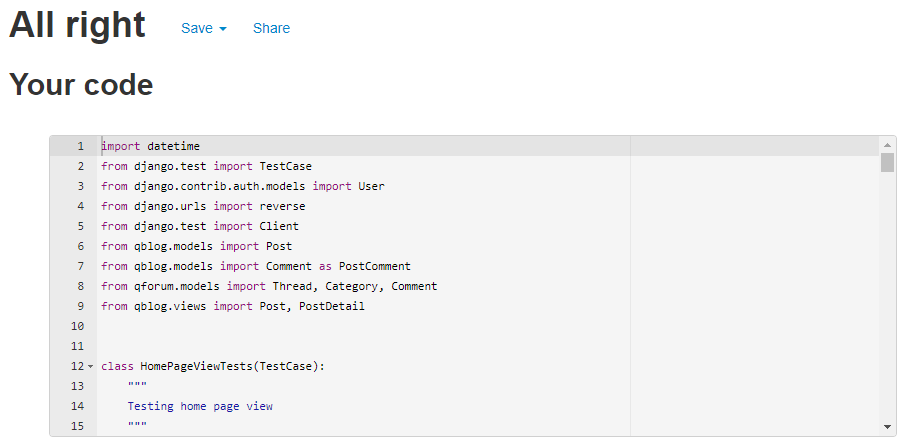 All right Save Share
Your code
1 import datetime
2 from django.test import TestCase
3 from django.contrib.auth.models import User
4 from django.urls import reverse
5 from django.test import Client
6 from qblog.models import Post
7 from qblog.models import Comment as PostComment
8 from qforum.models import Thread, Category, Comment
9 from qblog.views import Post, PostDetail
10
11
12 class HomePageViewTests(TestCase):
13 """
14 Testing home page view
15 """